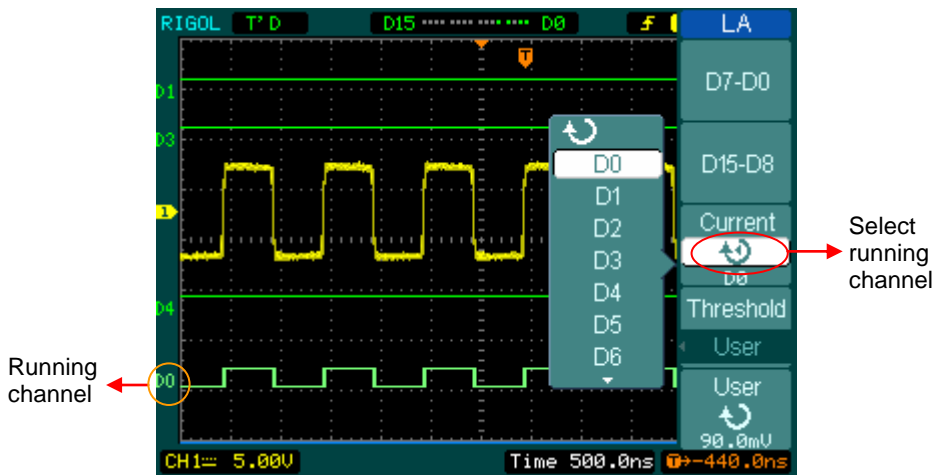 RIGOL T'D D15 D0 LA
D7-D0
D1
D15-D8
D3
D0
D1
D2
D3
D4
D5
D6
1
Current
D0
Select
running
channel
Threshold
User
D4
Running
channel
D0
User
90.0mV
CH1 5.00V Time 500.0ns T→-440.0ns
T